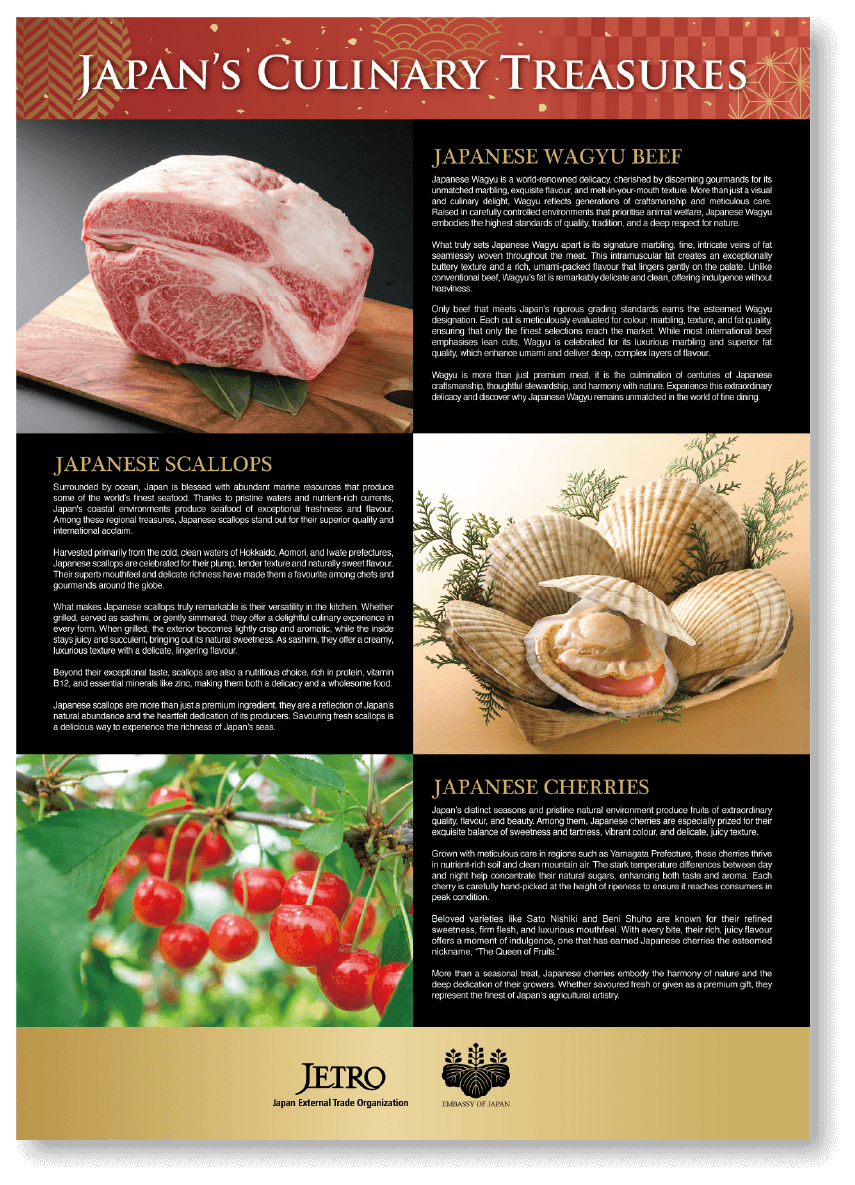 JAPAN'S CULINARY TREASURES
JAPANESE WAGYU BEEF
Japanese Wagyu is a world-renowned delicacy, cherished by discerning gourmands for its
unmatched marbling, exquisite flavour, and melt-in-your-mouth texture. More than just a visual
and culinary delight, Wagyu reflects generations of craftsmanship and meticulous care.
Raised in carefully controlled environments that prioritise animal welfare, Japanese Wagyu
embodies the highest standards of quality, tradition, and a deep respect for nature.
What truly sets Japanese Wagyu apart is its signature marbling, fine, intricate veins of fat
seamlessly woven throughout the meat. This intramuscular fat creates an exceptionally
buttery texture and a rich, umami-packed flavour that lingers gently on the palate. Unlike
conventional beef, Wagyu's fat is remarkably delicate and clean, offering indulgence without
heaviness.
Only beef that meets Japan's rigorous grading standards earns the esteemed Wagyu
designation. Each cut is meticulously evaluated for colour, marbling, texture, and fat quality,
ensuring that only the finest selections reach the market. While most international beef
emphasises lean cuts, Wagyu is celebrated for its luxurious marbling and superior fat
quality, which enhance umami and deliver deep, complex layers of flavour.
Wagyu is more than just premium meat, it is the culmination of centuries of Japanese
craftsmanship, thoughtful stewardship, and harmony with nature. Experience this extraordinary
delicacy and discover why Japanese Wagyu remains unmatched in the world of fine dining.
JAPANESE SCALLOPS
Surrounded by ocean, Japan is blessed with abundant marine resources that produce
some of the world's finest seafood. Thanks to pristine waters and nutrient-rich currents,
Japan's coastal environments produce seafood of exceptional freshness and flavour.
Among these regional treasures, Japanese scallops stand out for their superior quality and
international acclaim.
Harvested primarily from the cold, clean waters of Hokkaido, Aomori, and Iwate prefectures,
Japanese scallops are celebrated for their plump, tender texture and naturally sweet flavour.
Their superb mouthfeel and delicate richness have made them a favourite among chefs and
gourmands around the globe.
What makes Japanese scallops truly remarkable is their versatility in the kitchen. Whether
grilled, served as sashimi, or gently simmered, they offer a delightful culinary experience in
every form. When grilled, the exterior becomes lightly crisp and aromatic, while the inside
stays juicy and succulent, bringing out its natural sweetness. As sashimi, they offer a creamy,
luxurious texture with a delicate, lingering flavour.
Beyond their exceptional taste, scallops are also a nutritious choice, rich in protein, vitamin
B12, and essential minerals like zinc, making them both a delicacy and a wholesome food.
Japanese scallops are more than just a premium ingredient, they are a reflection of Japan's
natural abundance and the heartfelt dedication of its producers. Savouring fresh scallops is
a delicious way to experience the richness of Japan's seas.
JAPANESE CHERRIES
Japan's distinct seasons and pristine natural environment produce fruits of extraordinary
quality, flavour, and beauty. Among them, Japanese cherries are especially prized for their
exquisite balance of sweetness and tartness, vibrant colour, and delicate, juicy texture.
Grown with meticulous care in regions such as Yamagata Prefecture, these cherries thrive
in nutrient-rich soil and clean mountain air. The stark temperature differences between day
and night help concentrate their natural sugars, enhancing both taste and aroma. Each
cherry is carefully hand-picked at the height of ripeness to ensure it reaches consumers in
peak condition.
Beloved varieties like Sato Nishiki and Beni Shuho are known for their refined
sweetness, firm flesh, and luxurious mouthfeel. With every bite, their rich, juicy flavour
offers a moment of indulgence, one that has earned Japanese cherries the esteemed
nickname, "The Queen of Fruits."
More than a seasonal treat, Japanese cherries embody the harmony of nature and the
deep dedication of their growers. Whether savoured fresh or given as a premium gift, they
represent the finest of Japan's agricultural artistry.
JETRO
Japan External Trade Organization
EMBASSY OF JAPAN